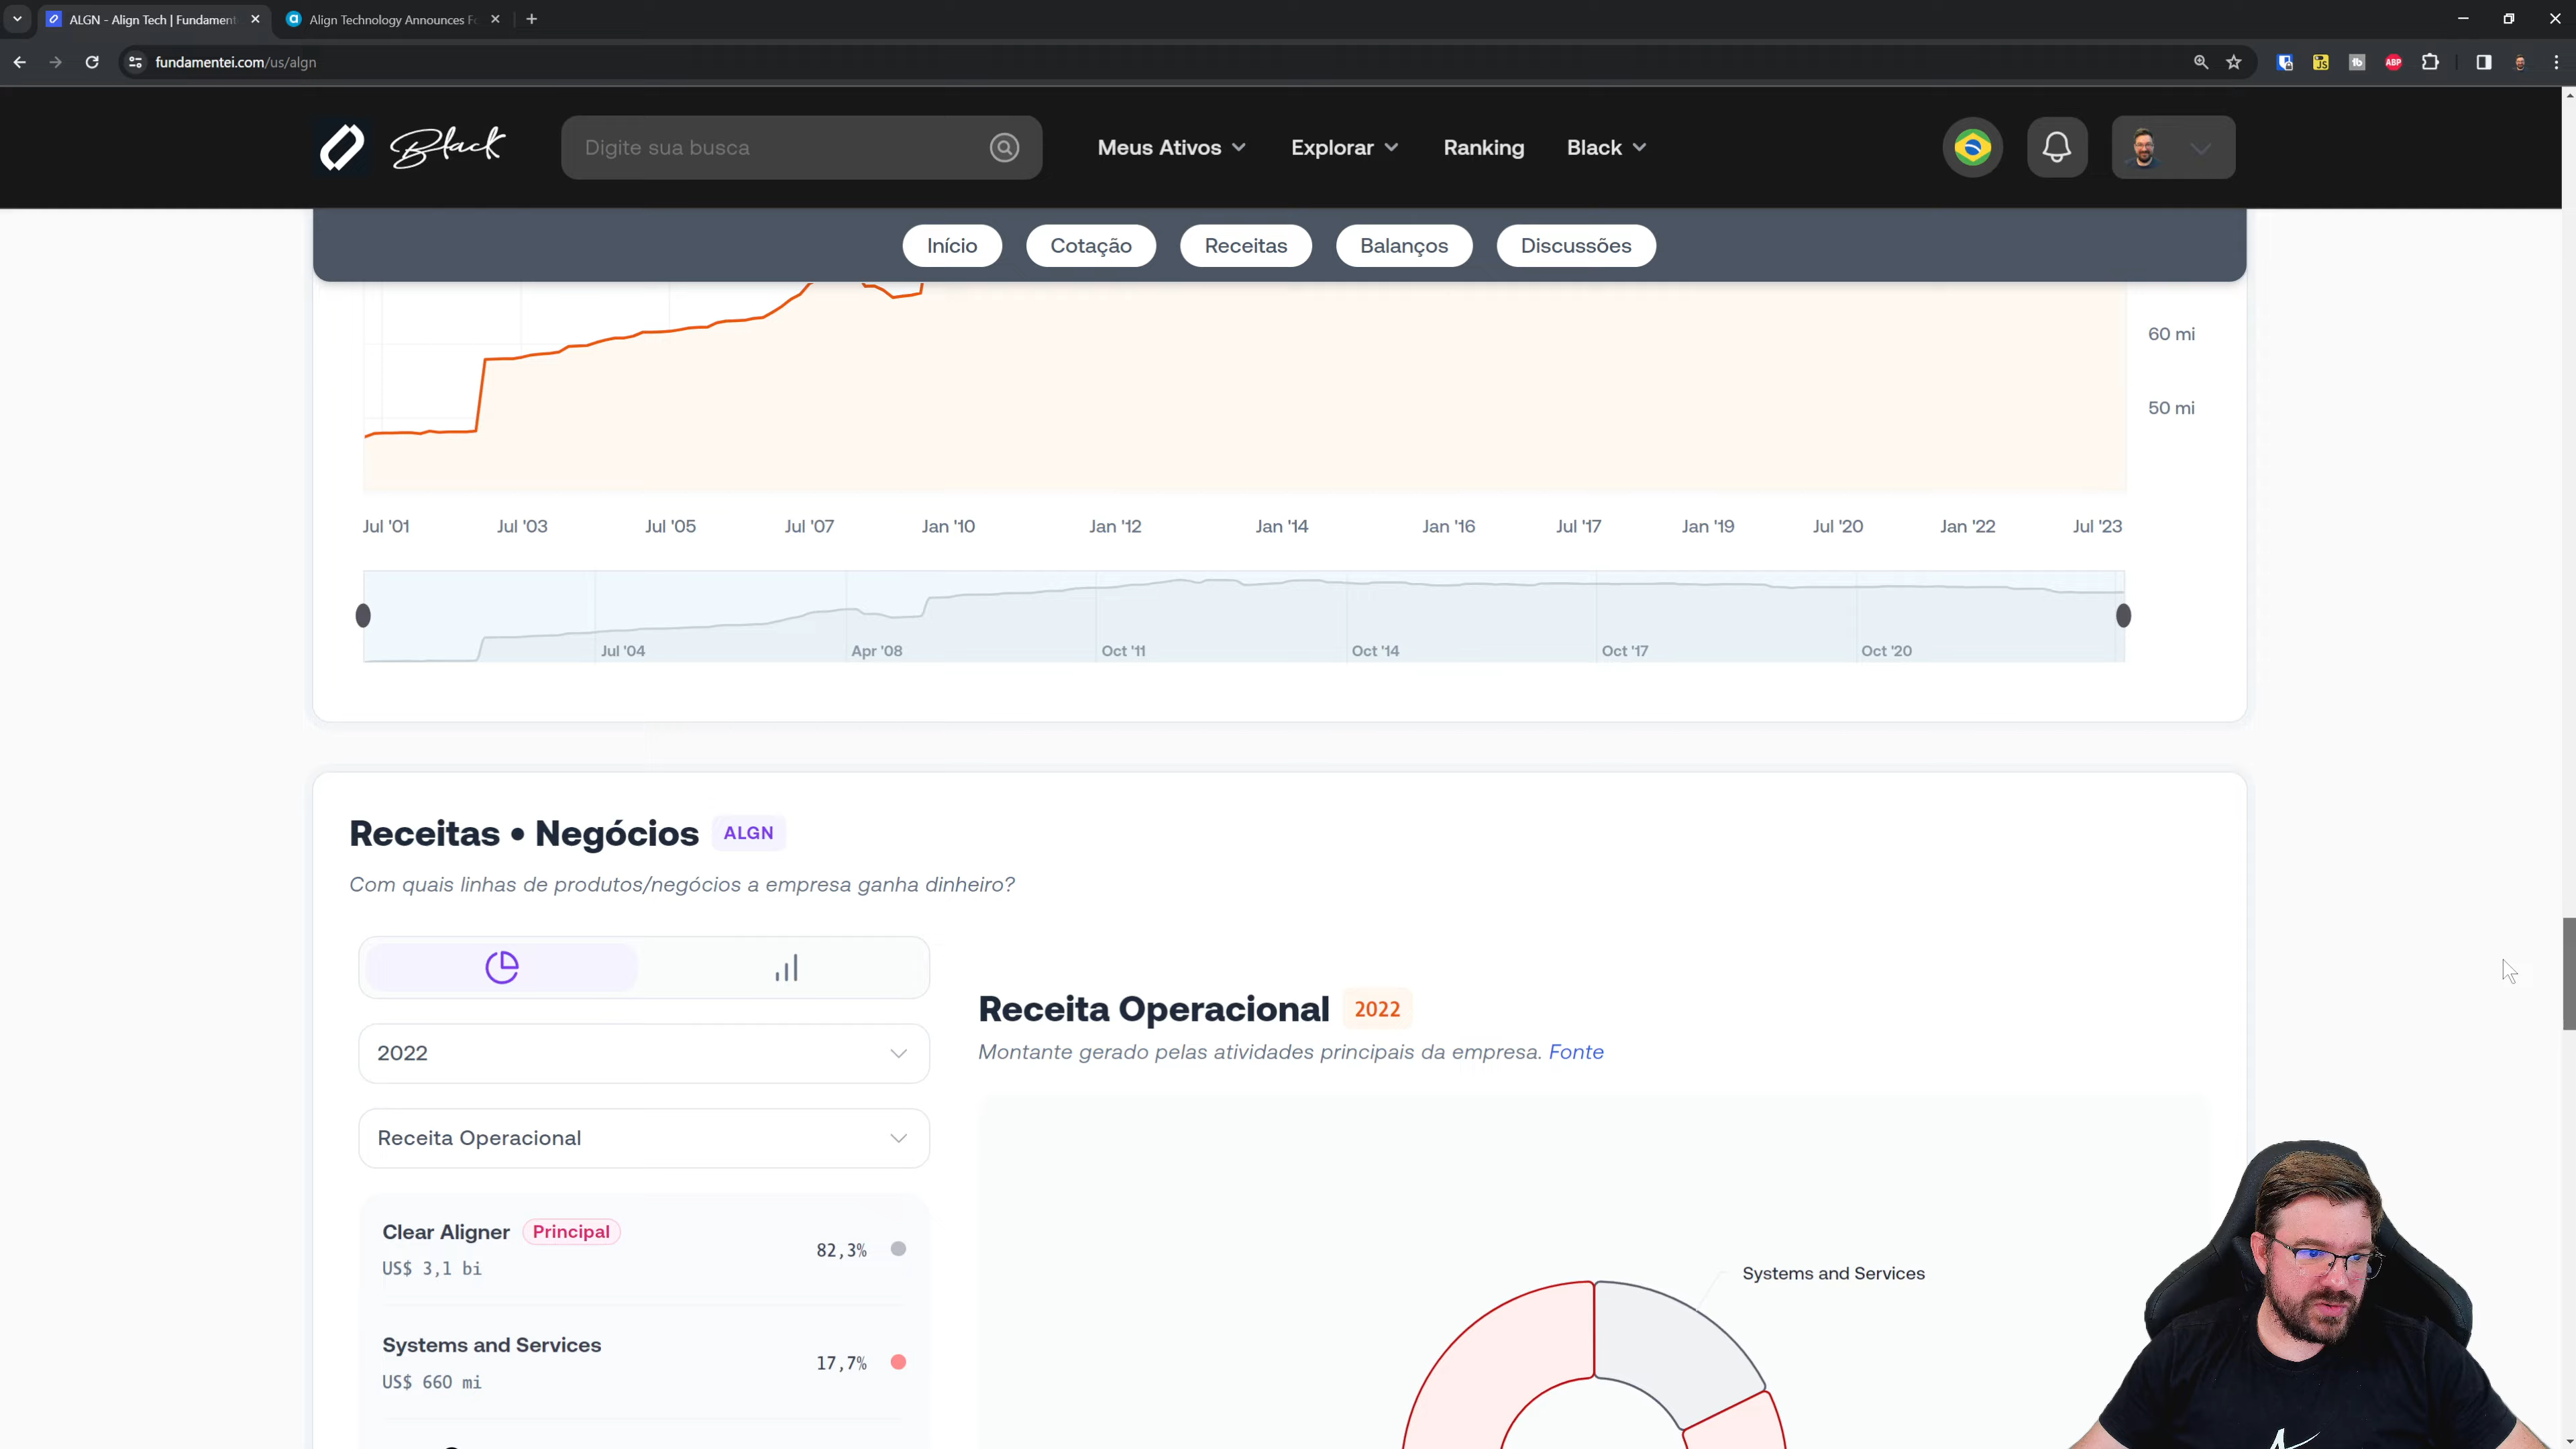 ALGN - Align Tech | Fundament
Align Technology Announces Fo
fundamentei.com/us/algn
Black
Digite sua busca
Meus Ativos
Explorar
Ranking
Black
Início
Cotação
Receitas
Balanços
Discussões
60 mi
50 mi
Jul '01
Jul '03
Jul '05
Jul '07
Jan '10
Jan '12
Jan '14
Jan '16
Jul '17
Jan '19
Jul '20
Jan '22
Jul '23
Jul '04
Apr '08
Oct '11
Oct '14
Oct '17
Oct '20
Receitas • Negócios ALGN
Com quais linhas de produtos/negócios a empresa ganha dinheiro?
2022
Receita Operacional
Clear Aligner Principal
82,3%
US$ 3,1 bi
Systems and Services
17,7%
US$ 660 mi
Receita Operacional 2022
Montante gerado pelas atividades principais da empresa. Fonte
Systems and Services